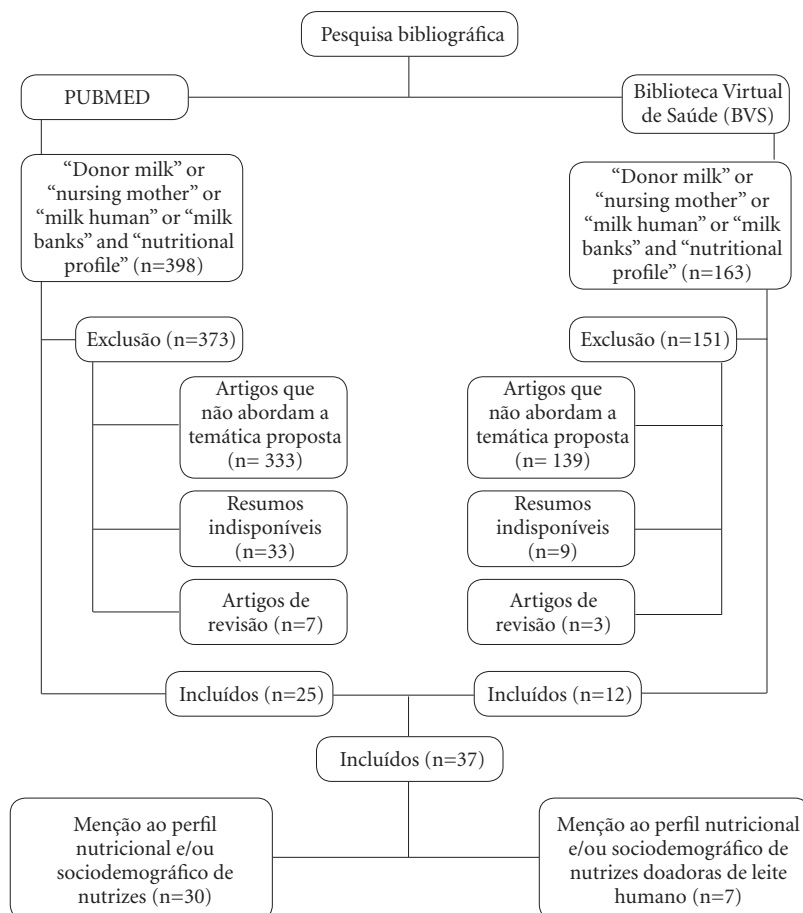 Pesquisa bibliográfica
PUBMED
Biblioteca Virtual
de Saúde (BVS)
“Donor milk” or
“nursing mother” or
“milk human” or “milk
banks” and “nutritional
profile” (n=398)
“Donor milk” or
“nursing mother” or
“milk human” or “milk
banks” and “nutritional
profile” (n=163)
Exclusão (n=373)
Exclusão (n=151)
Artigos que
não abordam a
temática proposta
(n= 333)
Artigos que
não abordam a
temática proposta
(n= 139)
Resumos
indisponíveis
(n=33)
Resumos
indisponíveis
(n=9)
Artigos de
revisão (n=7)
Artigos de
revisão (n=3)
Incluídos (n=25)
Incluídos (n=12)
Incluídos (n=37)
Menção ao perfil
nutricional e/ou
sociodemográfico de
nutrizes (n=30)
Menção ao perfil nutricional
e/ou sociodemográfico de
nutrizes doadoras de leite
humano (n=7)